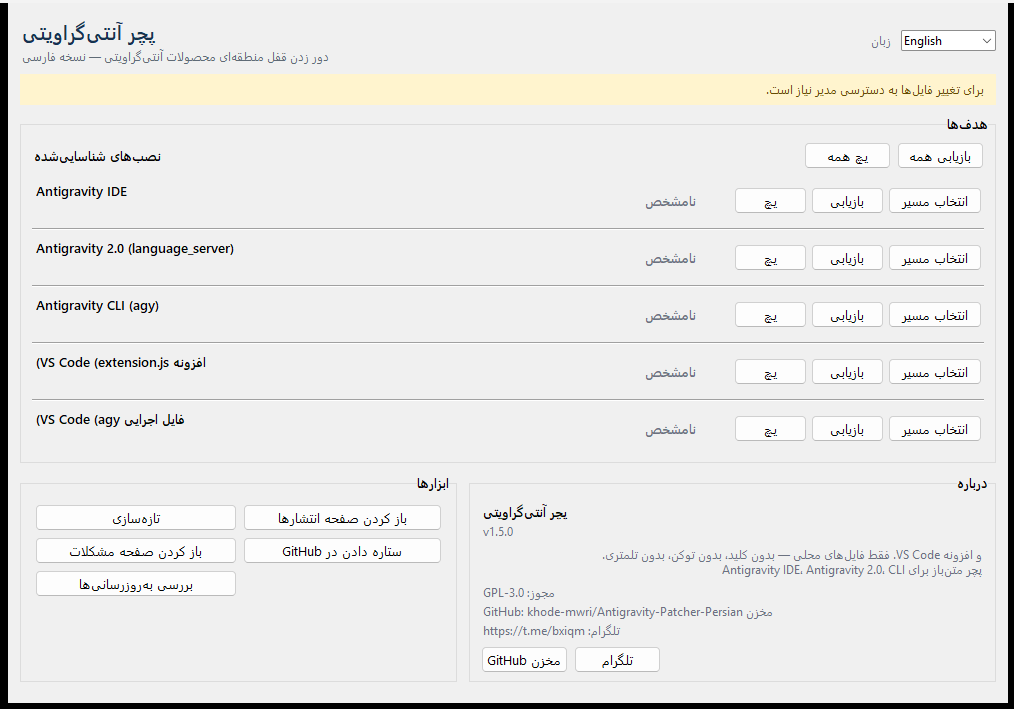 پچر آنتی‌گراویتی
دور زدن قفل منطقه‌ای محصولات آنتی‌گراویتی — نسخه فارسی
زبان
English
برای تغییر فایل‌ها به دسترسی مدیر نیاز است.
هدف‌ها
نصب‌های شناسایی‌شده
پچ همه
بازیابی همه
Antigravity IDE
نامشخص
پچ
بازیابی
انتخاب مسیر
Antigravity 2.0 (language_server)
نامشخص
پچ
بازیابی
انتخاب مسیر
Antigravity CLI (agy)
نامشخص
پچ
بازیابی
انتخاب مسیر
افزونه VS Code (extension.js)
نامشخص
پچ
بازیابی
انتخاب مسیر
فایل اجرایی VS Code (agy)
نامشخص
پچ
بازیابی
انتخاب مسیر
ابزارها
تازه‌سازی
باز کردن صفحه انتشارها
باز کردن صفحه مشکلات
ستاره دادن در GitHub
بررسی به‌روزرسانی‌ها
درباره
پچر آنتی‌گراویتی
v1.5.0
و افزونه VS Code. فقط فایل‌های محلی — بدون کلید، بدون توکن، بدون تلمتری.
پچر متن‌باز برای Antigravity IDE، Antigravity 2.0، CLI
مجوز: GPL-3.0
مخزن GitHub: khode-mwri/Antigravity-Patcher-Persian
تلگرام: https://t.me/bxiqm
مخزن GitHub
تلگرام